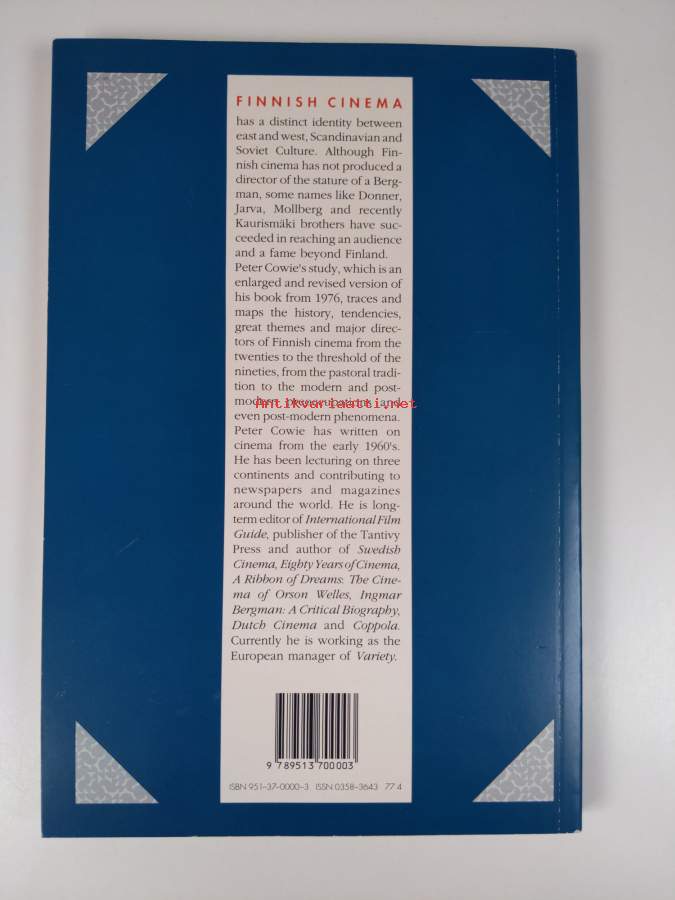 FINNISH CINEMA
has a distinct identity between
east and west, Scandinavian and
Soviet Culture. Although Fin-
nish cinema has not produced a
director of the stature of a Berg-
man, some names like Donner,
Jarva, Mollberg and recently
Kaurismäki brothers have suc-
ceeded in reaching an audience
and a fame beyond Finland.
Peter Cowie's study, which is an
enlarged and revised version of
his book from 1976, traces and
maps the history, tendencies,
great themes and major direc-
tors of Finnish cinema from the
twenties to the threshold of the
nineties, from the pastoral tradi-
tion to the modern and post-
modern preoccupations and
Antikvariaatti.net
even post-modern phenomena.
Peter Cowie has written on
cinema from the early 1960's.
He has been lecturing on three
continents and contributing to
newspapers and magazines
around the world. He is long-
term editor of International Film
Guide, publisher of the Tantivy
Press and author of Swedish
Cinema, Eighty Years of Cinema,
A Ribbon of Dreams: The Cine-
ma of Orson Welles, Ingmar
Bergman: A Critical Biography,
Dutch Cinema and Coppola.
Currently he is working as the
European manager of Variety.
9 789513 700003
ISBN 951-37-0000-3 ISSN 0358-3643 77.4